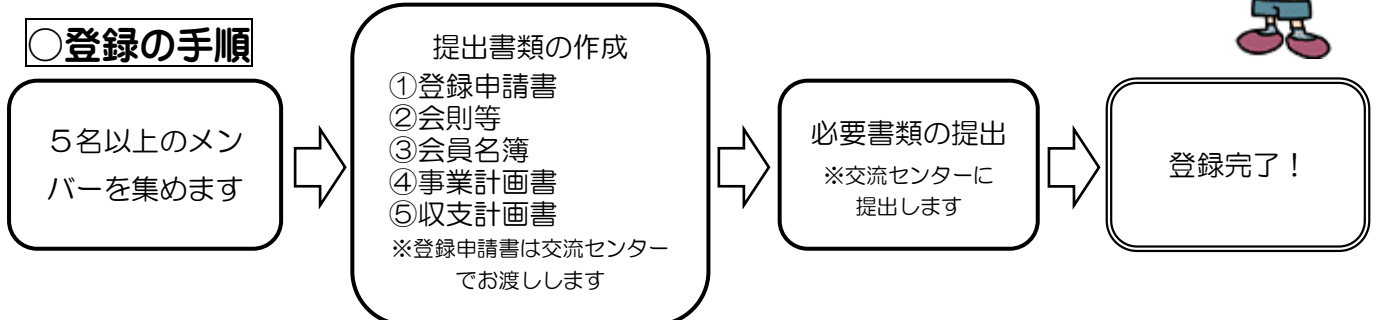 ○登録の手順
５名以上のメン
バーを集めます
提出書類の作成
①登録申請書
②会則等
③会員名簿
④事業計画書
⑤収支計画書
※登録申請書は交流センター
でお渡しします
必要書類の提出
※交流センターに
提出します
登録完了！